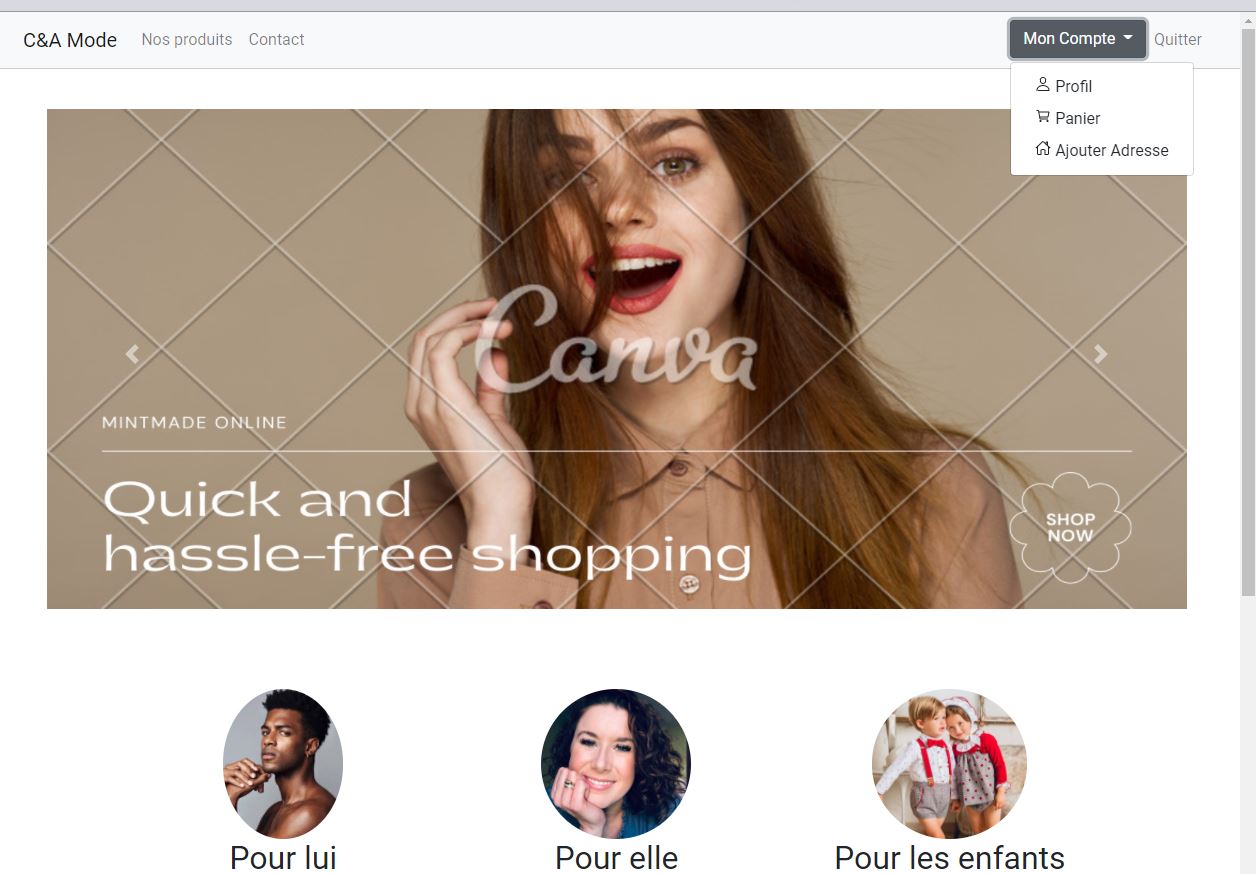 C&A Mode
Nos produits
Contact
Mon Compte
Quitter
Profil
Panier
Ajouter Adresse
Canva
MINTMADE ONLINE
Quick and
hassle-free shopping
SHOP
NOW
Pour lui
Pour elle
Pour les enfants